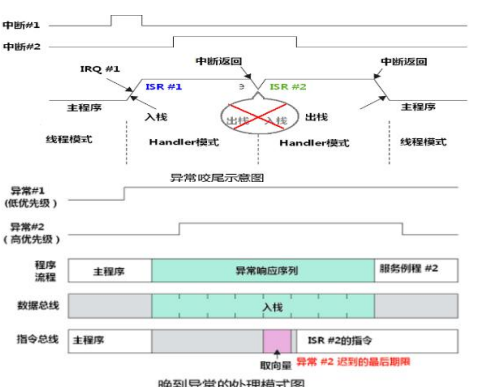 中断#1
中断#2
中断返回 中断返回
IRQ #1
ISR #1 ISR #2
主程序 入栈 出栈 入栈 出栈 主程序
线程模式 Handler模式 Handler模式 线程模式
异常咬尾示意图
异常#1
(低优先级)
异常#2
(高优先级)
程序
流程 主程序 异常响应序列 服务例程 #2
数据总线 入栈
指令总线 主程序 ISR #2的指令
取向量 异常 #2 迟到的最后期限
晚到异常的处理模式图